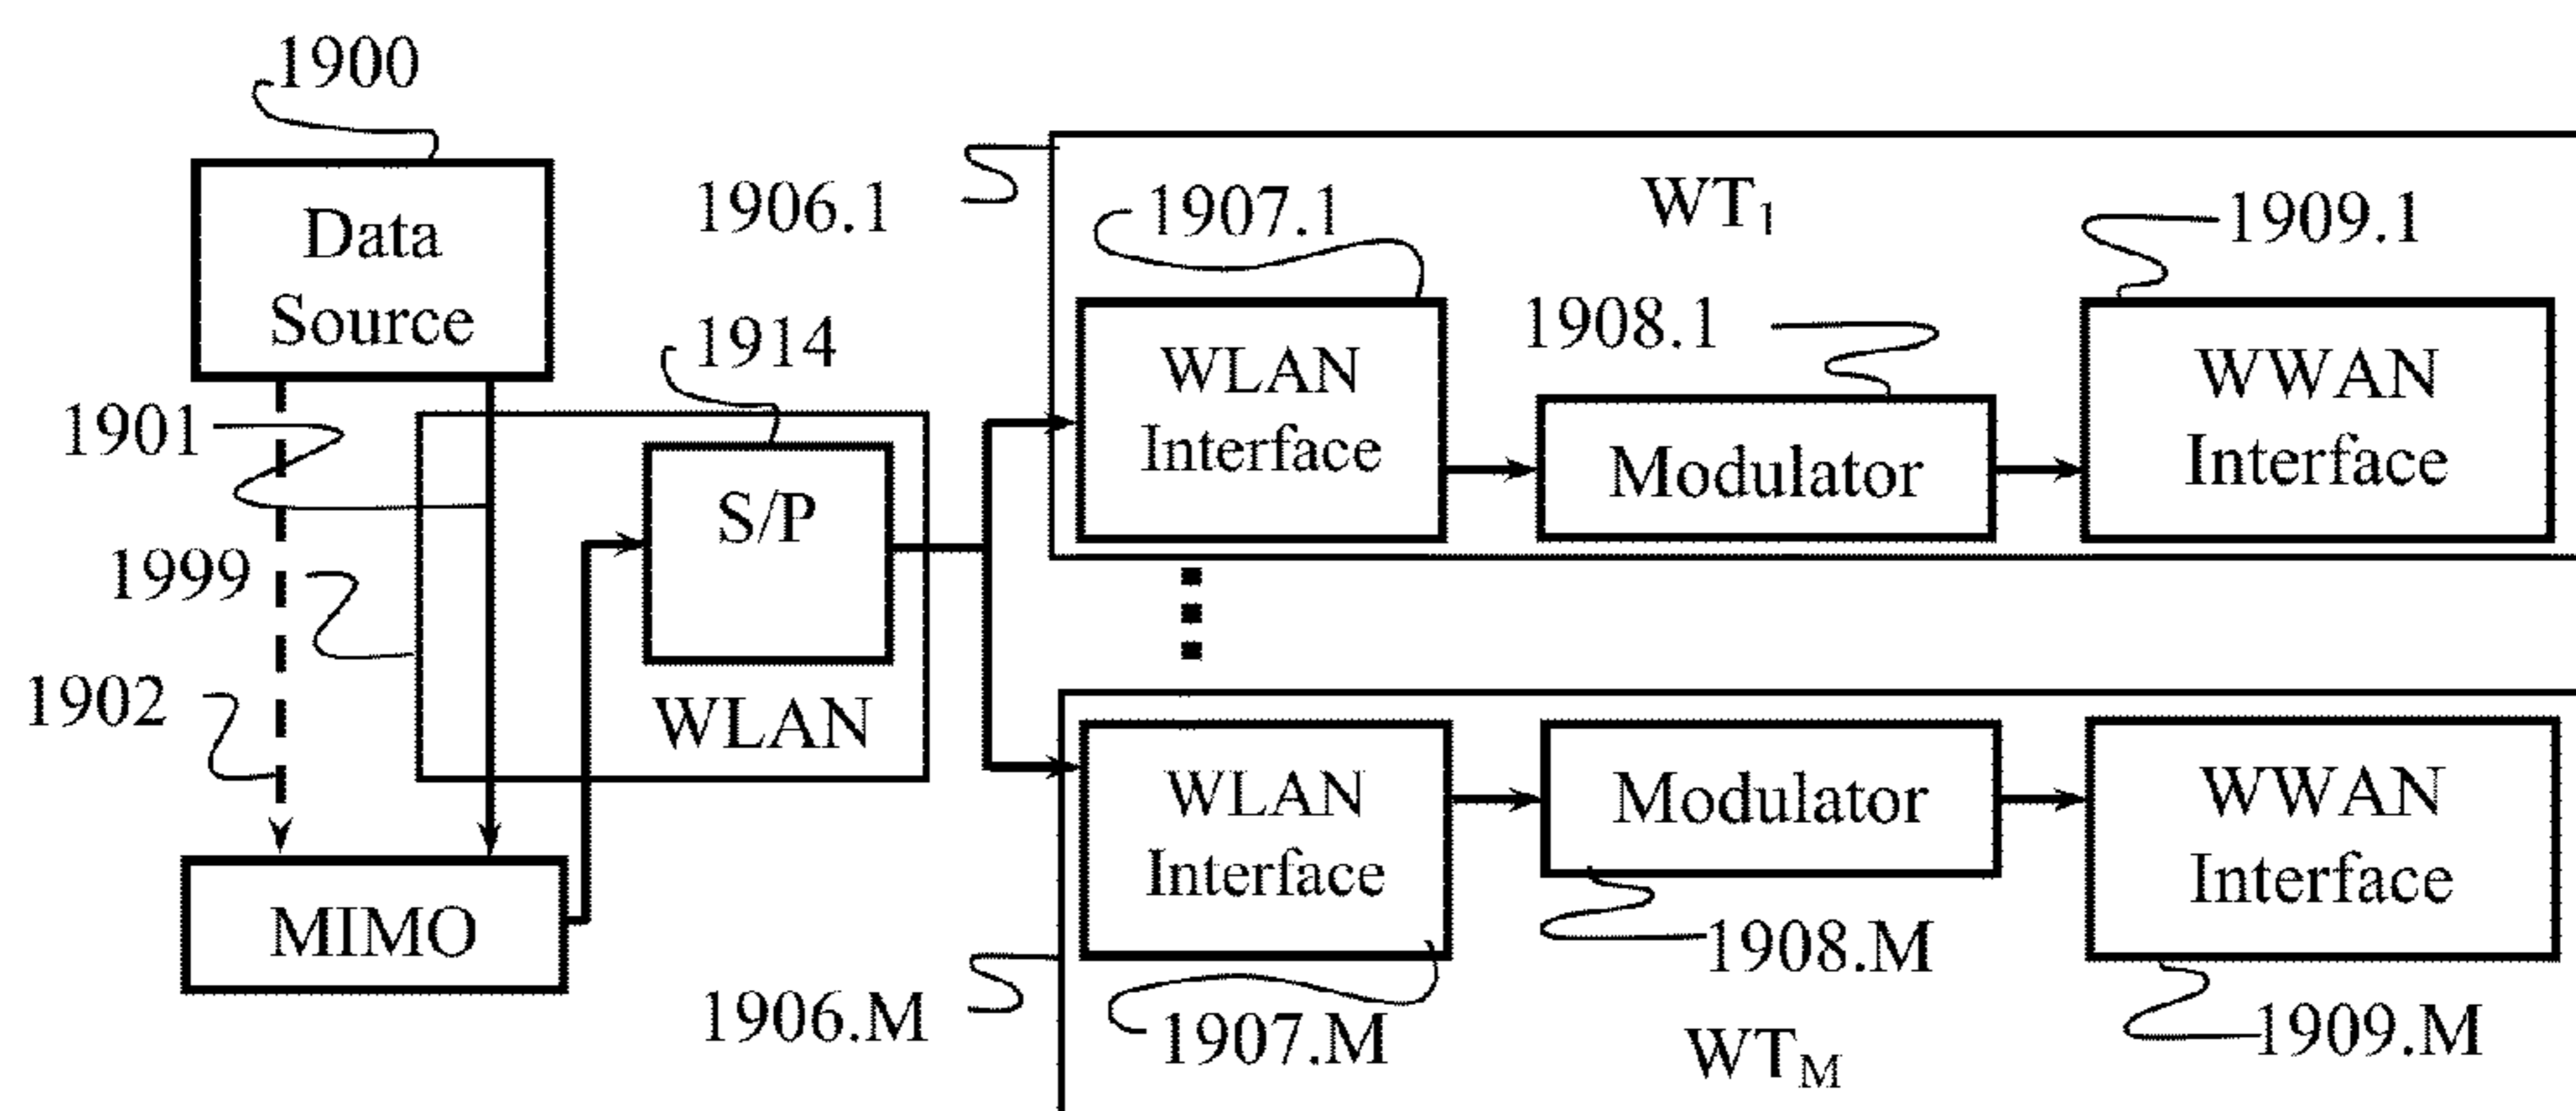 1900
Data
Source
1901
1999
1902
MIMO
1914
S/P
WLAN
1906.1
WT1
1907.1
WLAN
Interface
1908.1
Modulator
1909.1
WWAN
Interface
1906.M
WLAN
Interface
1907.M
Modulator
1908.M
WWAN
Interface
1909.M
WTM